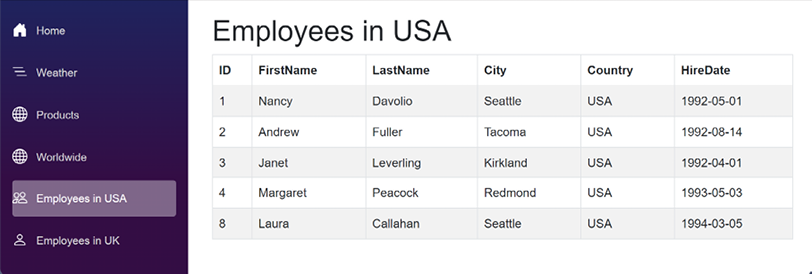 Home
Weather
Products
Worldwide
Employees in USA
Employees in UK
Employees in USA
ID FirstName LastName City Country HireDate
1 Nancy Davolio Seattle USA 1992-05-01
2 Andrew Fuller Tacoma USA 1992-08-14
3 Janet Leverling Kirkland USA 1992-04-01
4 Margaret Peacock Redmond USA 1993-05-03
8 Laura Callahan Seattle USA 1994-03-05